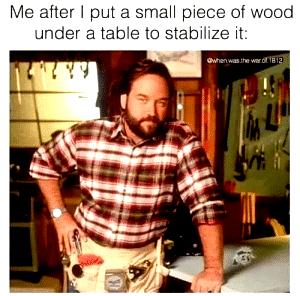 Me after I put a small piece of wood
under a table to stabilize it:
@when.was.the.war.of.1812